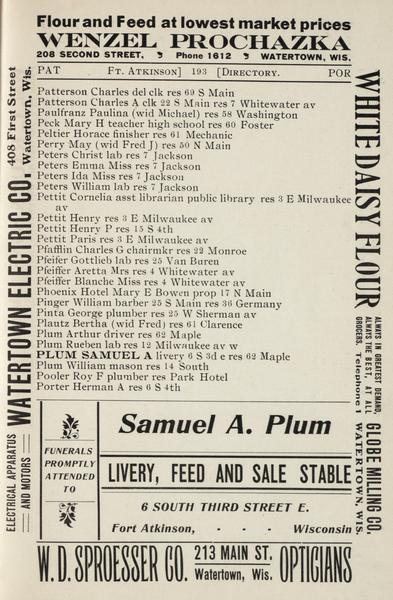 Flour and Feed at lowest market prices
WENZEL PROCHAZKA
208 SECOND STREET, Phone 1612 WATERTOWN, WIS.
PAT FT. ATKINSON] 193 [DIRECTORY. POR
Patterson Charles del clk res 69 S Main
Patterson Charles A clk 22 S Main res 7 Whitewater av
Paulfranz Paulina (wid Michael) res 58 Washington
Peck Mary H teacher high school res 60 Foster
Peltier Horace finisher res 61 Mechanic
Perry May (wid Fred J) res 50 N Main
Peters Christ lab res 7 Jackson
Peters Emma Miss res 7 Jackson
Peters Ida Miss res 7 Jackson
Peters William lab res 7 Jackson
Pettit Cornelia asst librarian public library res 3 E Milwaukee
av
Pettit Henry res 3 E Milwaukee av
Pettit Henry P res 15 S 4th
Pettit Paris res 3 E Milwaukee av
Pfafflin Charles G chairmkr res 22 Monroe
Pfeifer Gottlieb lab res 25 Van Buren
Pfeiffer Aretta Mrs res 4 Whitewater av
Pfeiffer Blanche Miss res 4 Whitewater av
Phoenix Hotel Mary E Bowen prop 17 N Main
Pinger William barber 25 S Main res 36 Germany
Pinta George plumber res 25 W Sherman av
Plautz Bertha (wid Fred) res 61 Clarence
Plum Arthur driver res 62 Maple
Plum Rueben lab res 12 Milwaukee av w
PLUM SAMUEL A livery 6 S 3d e res 62 Maple
Plum William mason res 14 South
Pooler Roy F plumber res Park Hotel
Porter Herman A res 6 S 4th
FUNERALS
PROMPTLY
ATTENDED
TO
Samuel A. Plum
LIVERY, FEED AND SALE STABLE
6 SOUTH THIRD STREET E.
Fort Atkinson, - - - Wisconsin
W. D. SPROESSER CO. 213 MAIN ST. OPTICIANS
Watertown, Wis.
ELECTRICAL APPARATUS
AND MOTORS
WATERTOWN ELECTRIC CO.
408 First Street
Watertown, Wis.
WHITE DAISY FLOUR
ALWAYS IN GREATEST DEMAND,
ALWAYS THE BEST, AT ALL
GROCERS. Telephone 1
GLOBE MILLING CO.
WATERTOWN, WIS.